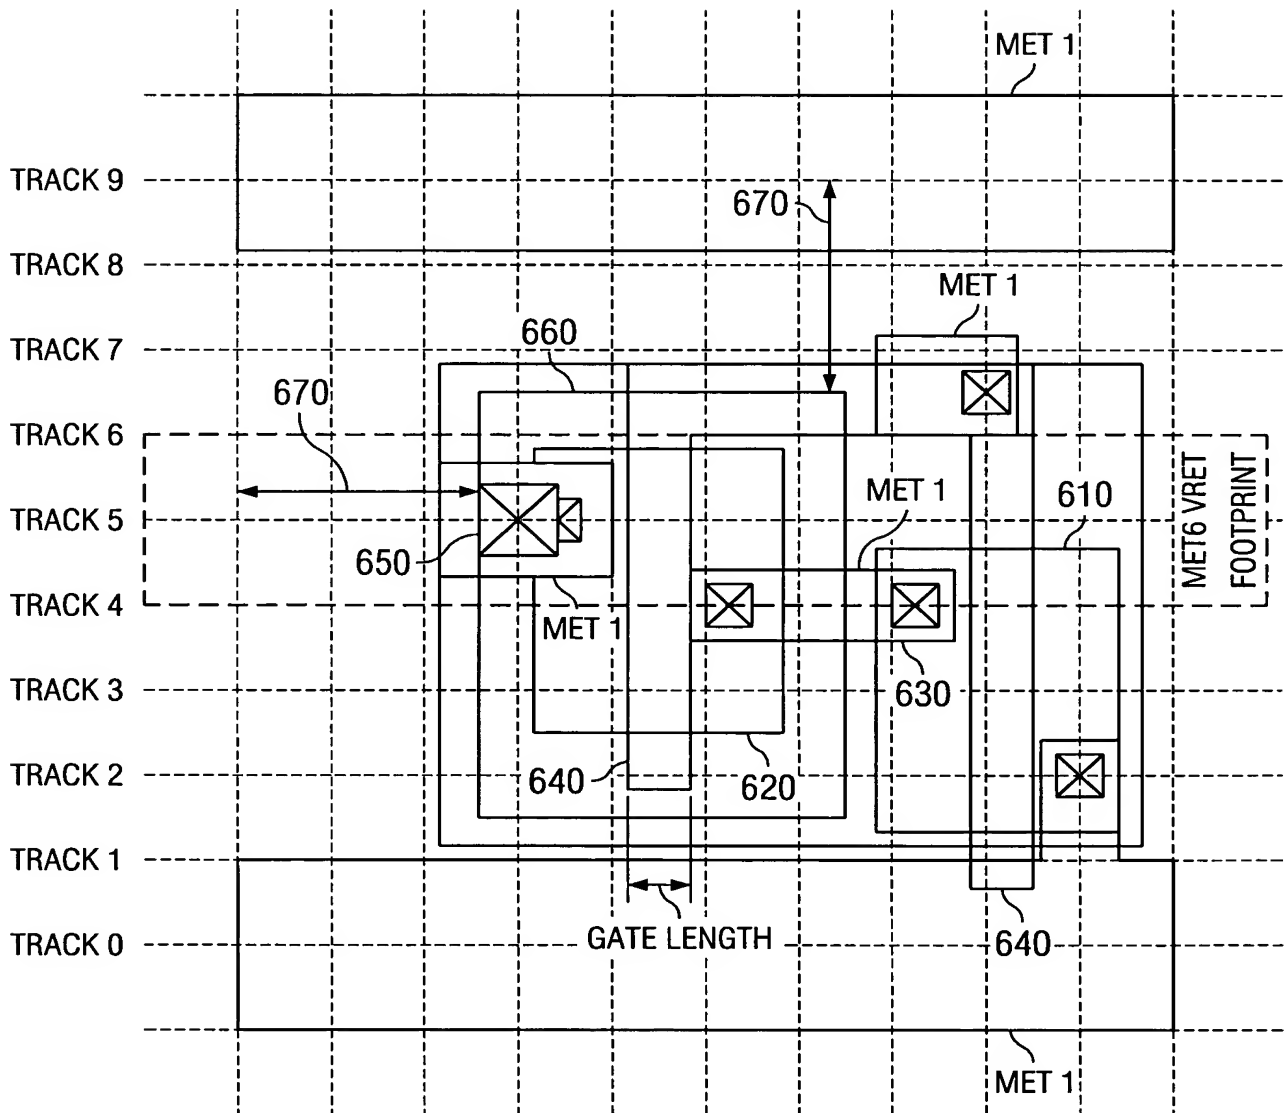 MET 1
TRACK 9
670
TRACK 8
MET 1
TRACK 7
660
670
TRACK 6
MET 1
610
MET6 VRET
FOOTPRINT
TRACK 5
650
TRACK 4
MET 1
TRACK 3
630
640
620
TRACK 2
TRACK 1
GATE LENGTH
640
TRACK 0
MET 1